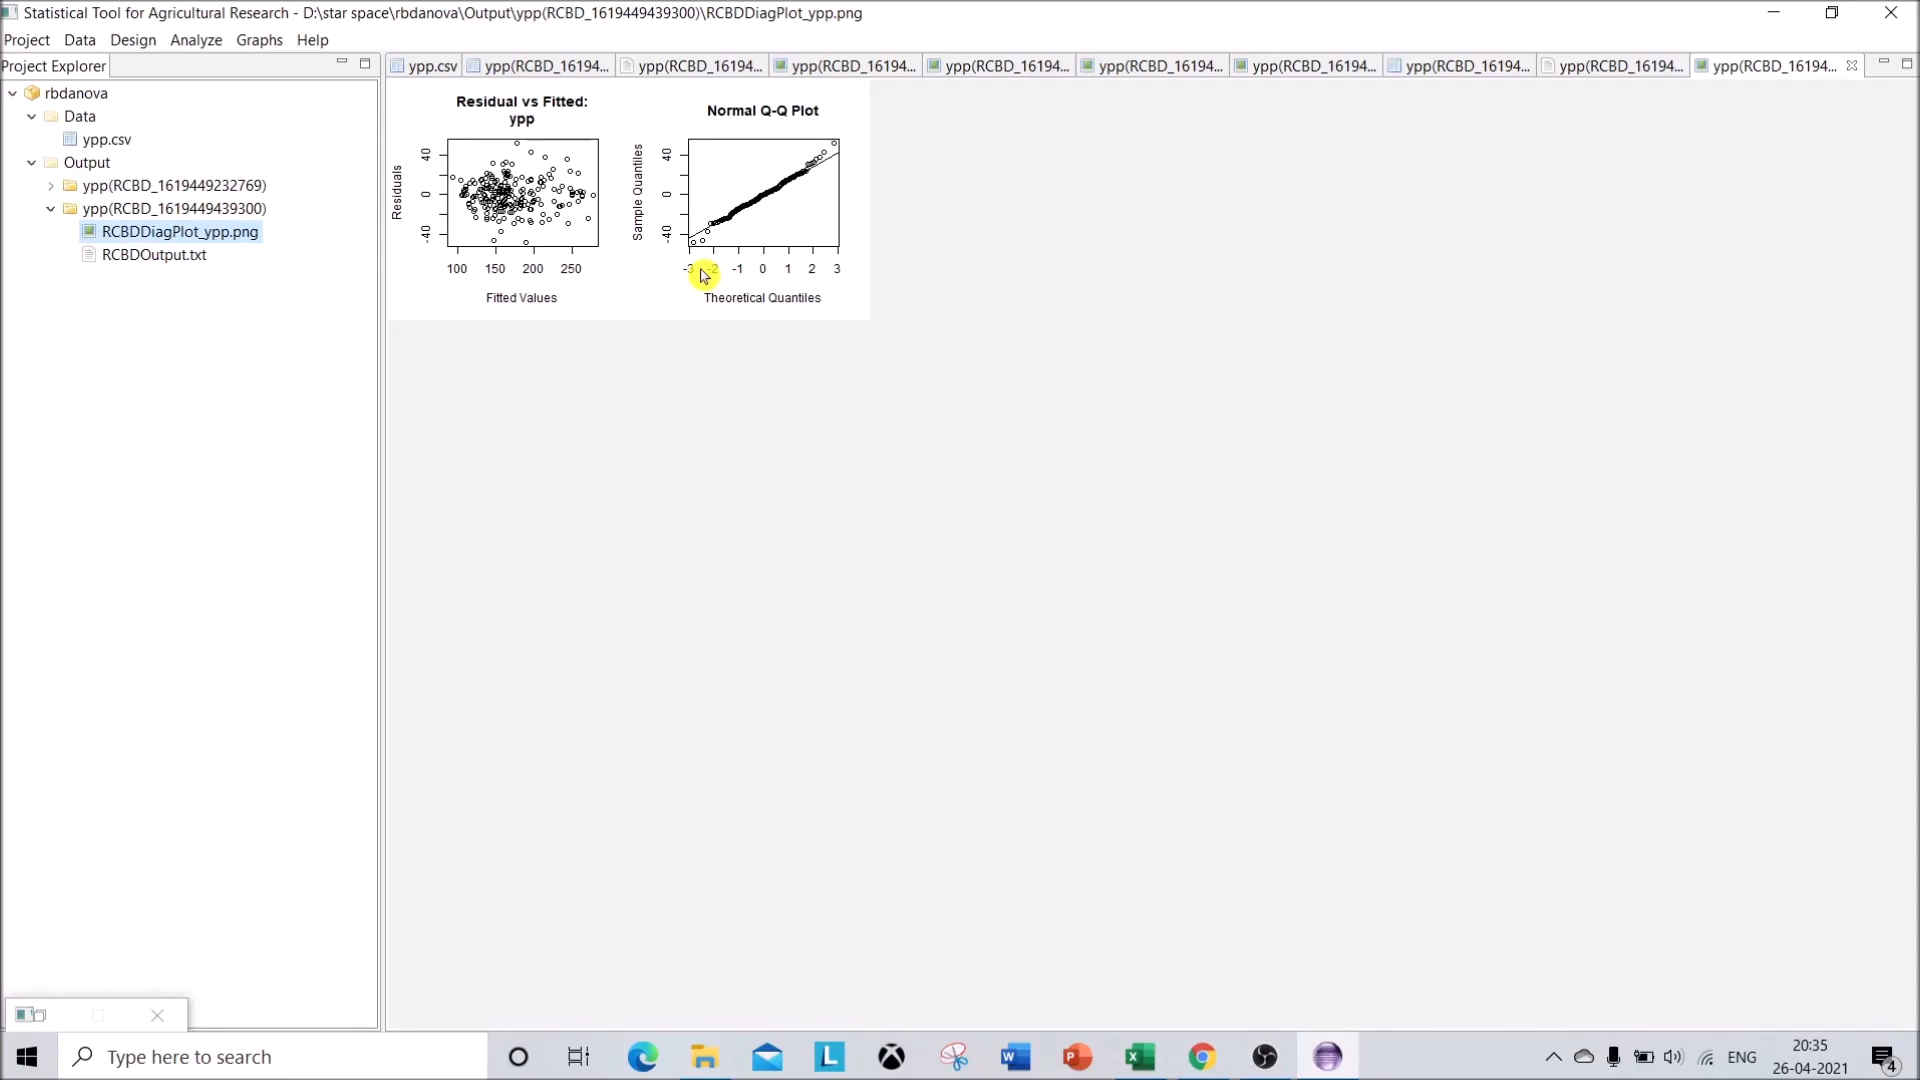 Statistical Tool for Agricultural Research - D:\star space\rbdanova\Output\ypp(RCBD_1619449439300)\RCBDDiagPlot_ypp.png
Project Data Design Analyze Graphs Help
Project Explorer
ypp.csv ypp(RCBD_16194... ypp(RCBD_16194... ypp(RCBD_16194... ypp(RCBD_16194... ypp(RCBD_16194... ypp(RCBD_16194... ypp(RCBD_16194... ypp(RCBD_16194... ypp(RCBD_16194...
rbdanova
Data
ypp.csv
Output
ypp(RCBD_1619449232769)
ypp(RCBD_1619449439300)
RCBDDiagPlot_ypp.png
RCBDOutput.txt
Residual vs Fitted:
ypp
Residuals
40
0
-40
100 150 200 250
Fitted Values
Normal Q-Q Plot
Sample Quantiles
40
0
-40
-3 -2 -1 0 1 2 3
Theoretical Quantiles
Type here to search
L
W
P
X
ENG
20:35
26-04-2021
4